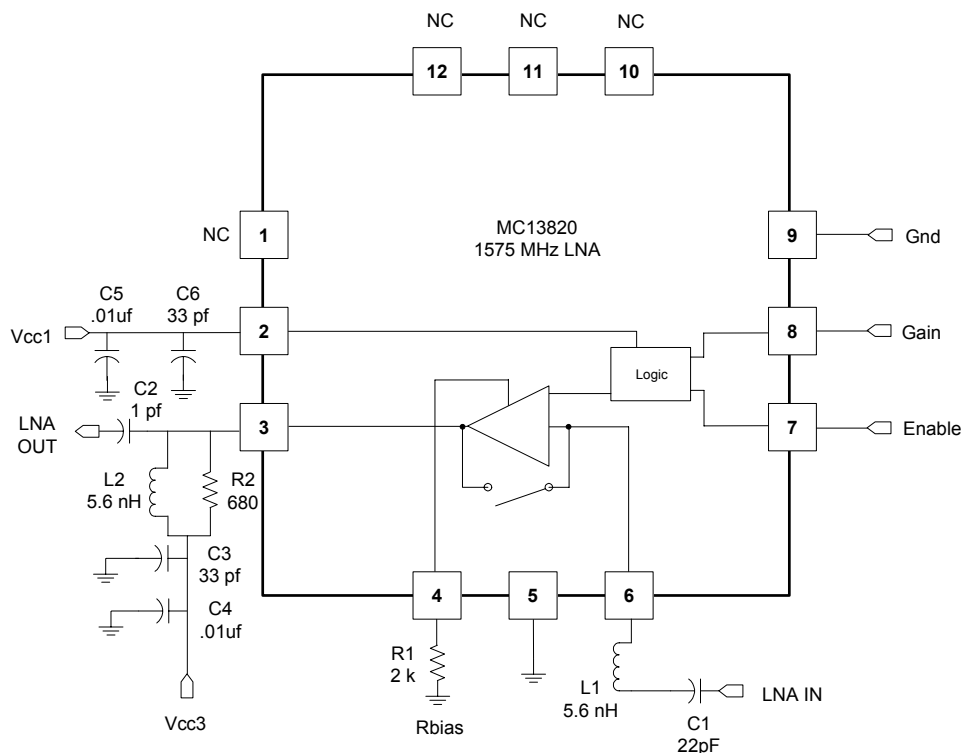 NC
NC
NC
12
11
10
NC
1
MC13820
1575 MHz LNA
9
Gnd
C5
.01uf
C6
33 pf
Vcc1
2
8
Gain
Logic
C2
1 pf
LNA
OUT
3
7
Enable
L2
5.6 nH
R2
680
C3
33 pf
C4
.01uf
4
5
6
R1
2 k
Rbias
L1
5.6 nH
LNA IN
C1
22pF
Vcc3